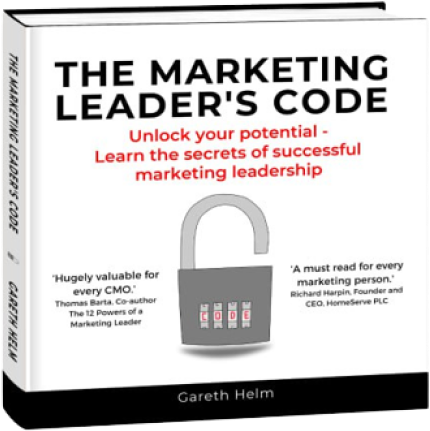 THE MARKETING LEADER'S CODE
GARETH HELM
THE MARKETING
LEADER'S CODE
Unlock your potential -
Learn the secrets of successful
marketing leadership
'Hugely valuable for
every CMO.'
Thomas Barta, Co-author
The 12 Powers of a
Marketing Leader
'A must read for every
marketing person.'
Richard Harpin, Founder and
CEO, HomeServe PLC
CODE
Gareth Helm